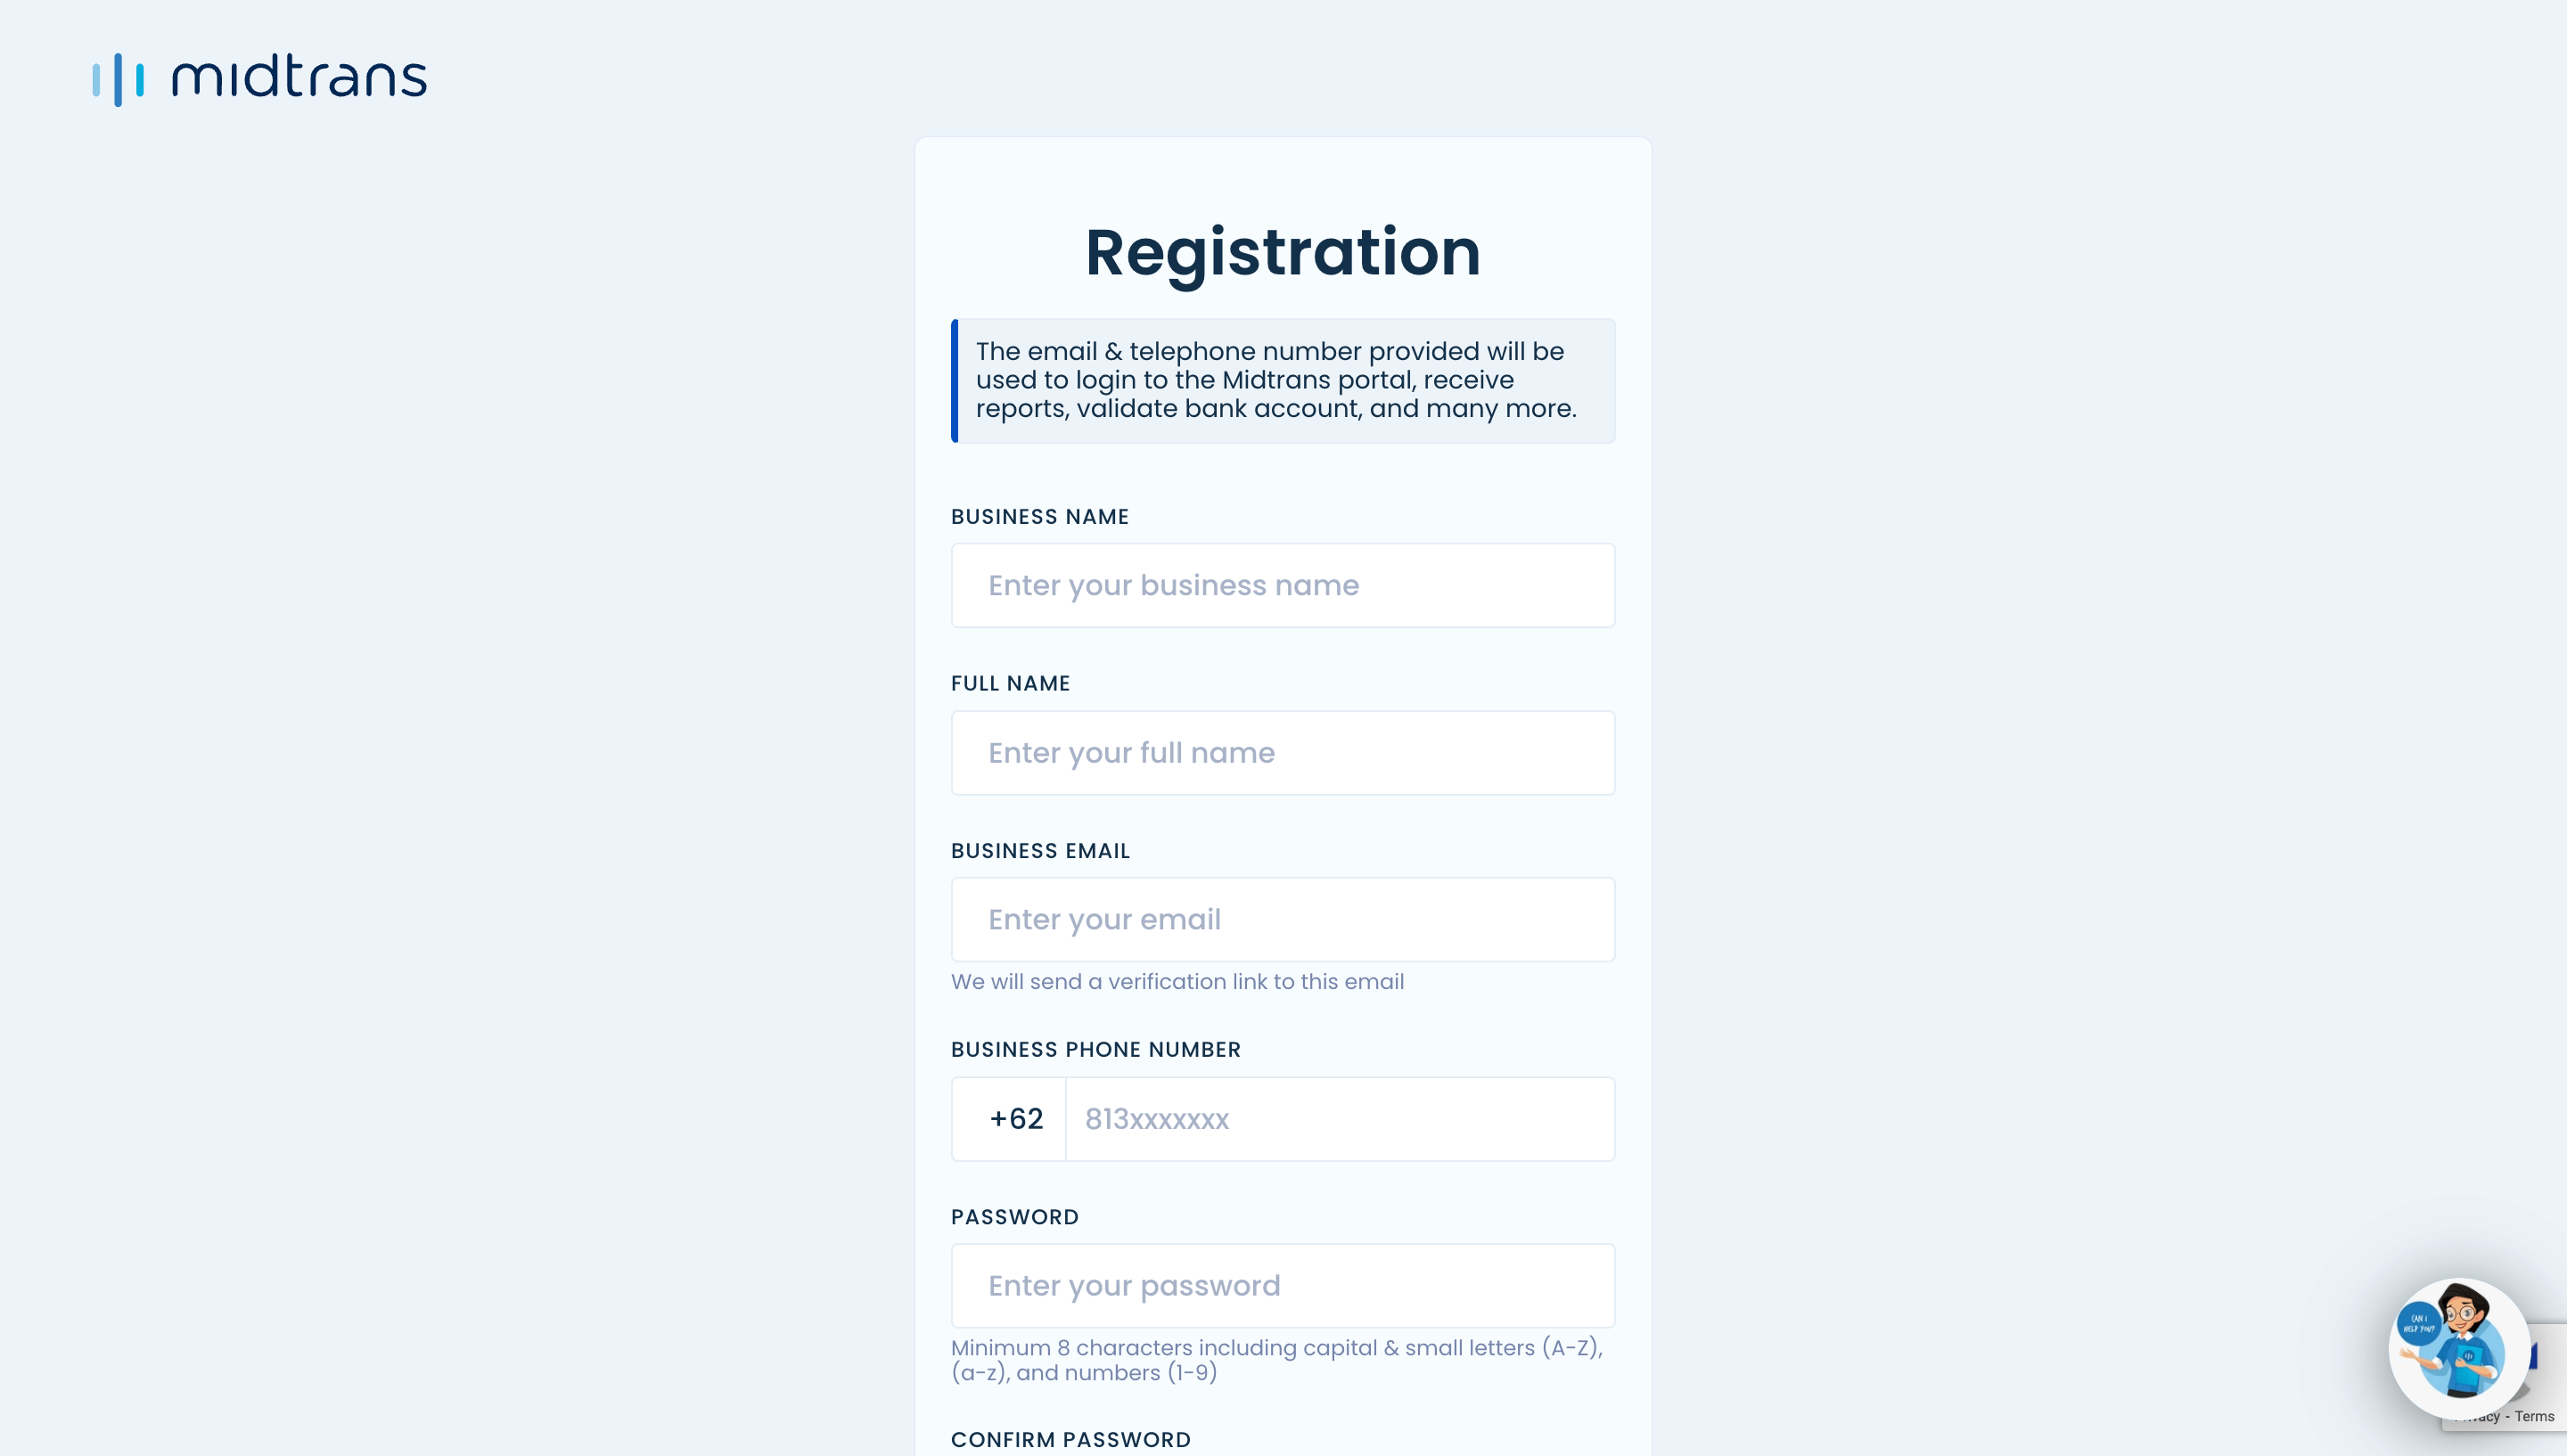 midtrans
Registration
The email & telephone number provided will be
used to login to the Midtrans portal, receive
reports, validate bank account, and many more.
BUSINESS NAME
Enter your business name
FULL NAME
Enter your full name
BUSINESS EMAIL
Enter your email
We will send a verification link to this email
BUSINESS PHONE NUMBER
+62 813xxxxxxx
PASSWORD
Enter your password
Minimum 8 characters including capital & small letters (A-Z),
(a-z), and numbers (1-9)
CAN I
HELP YOU?
- Terms
CONFIRM PASSWORD